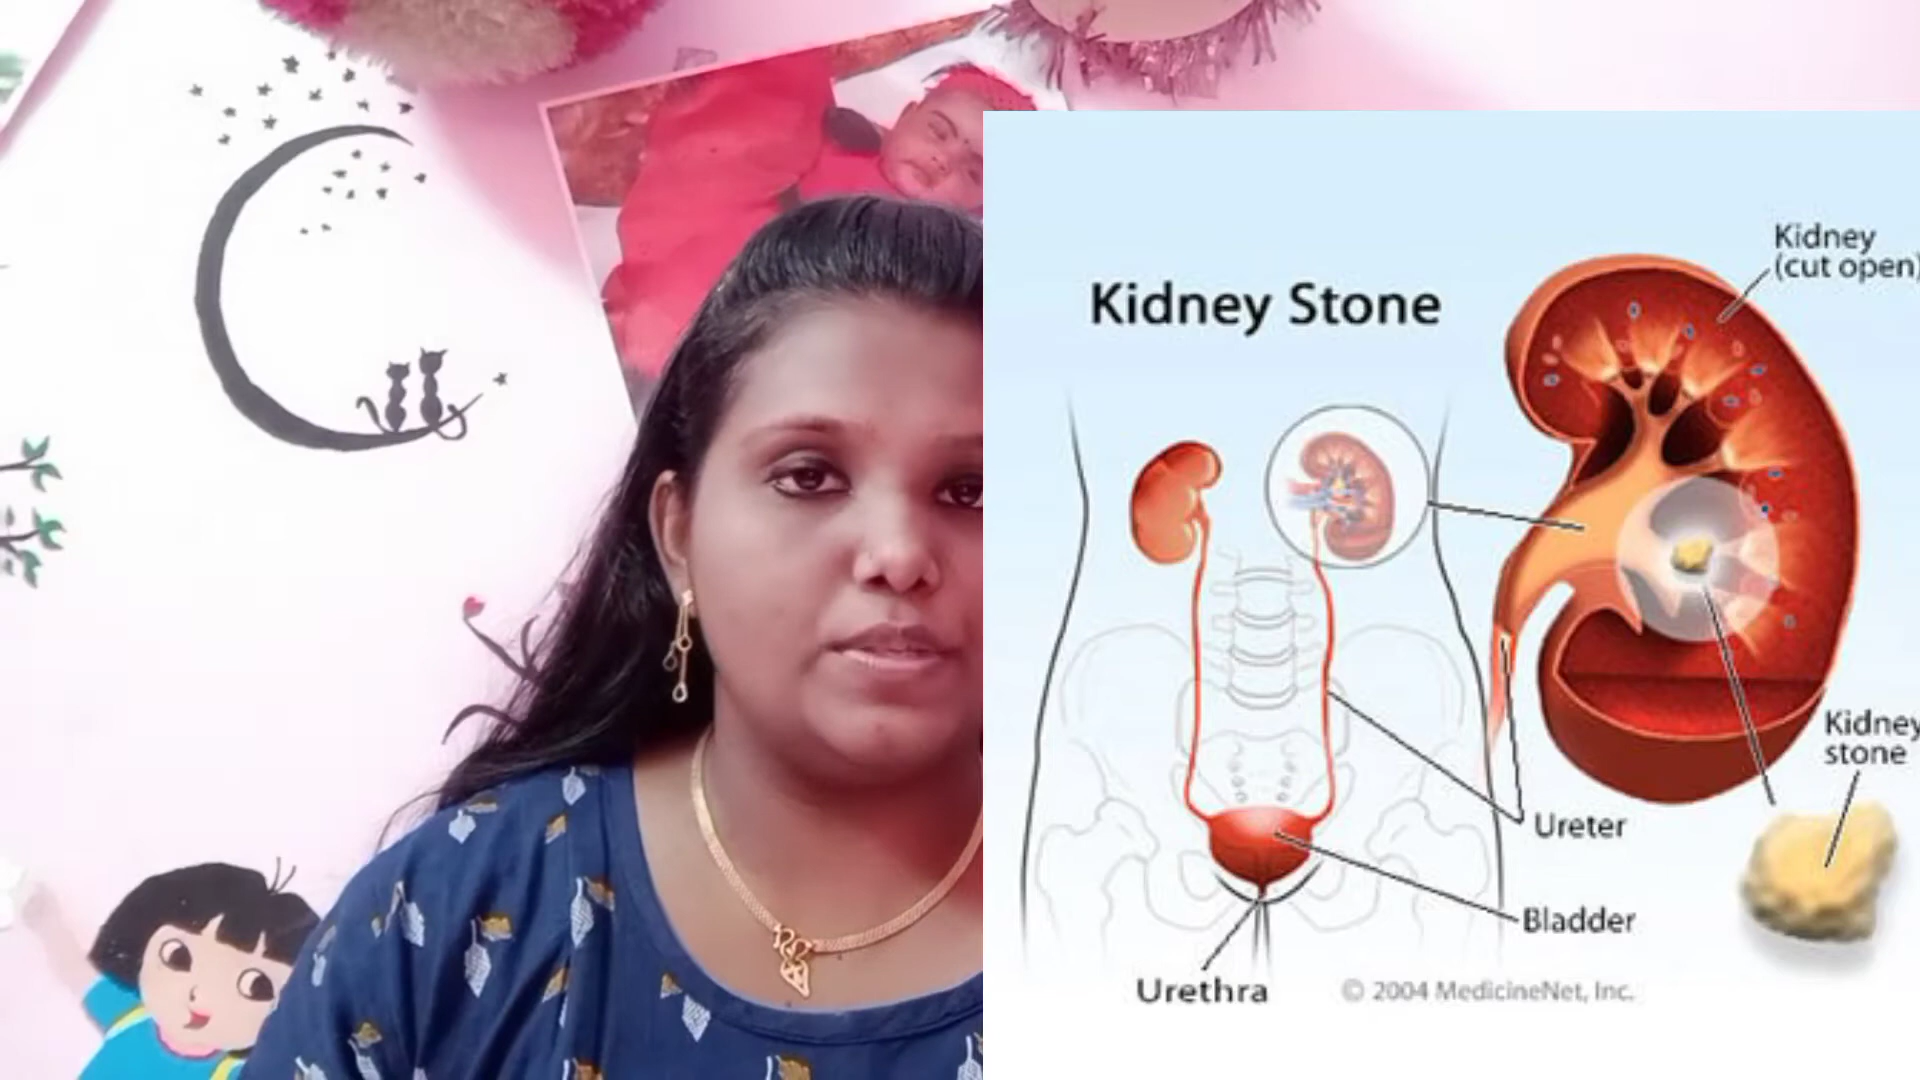 Kidney
(cut open)
Kidney Stone
Kidney
stone
Ureter
Bladder
Urethra
© 2004 MedicineNet, Inc.